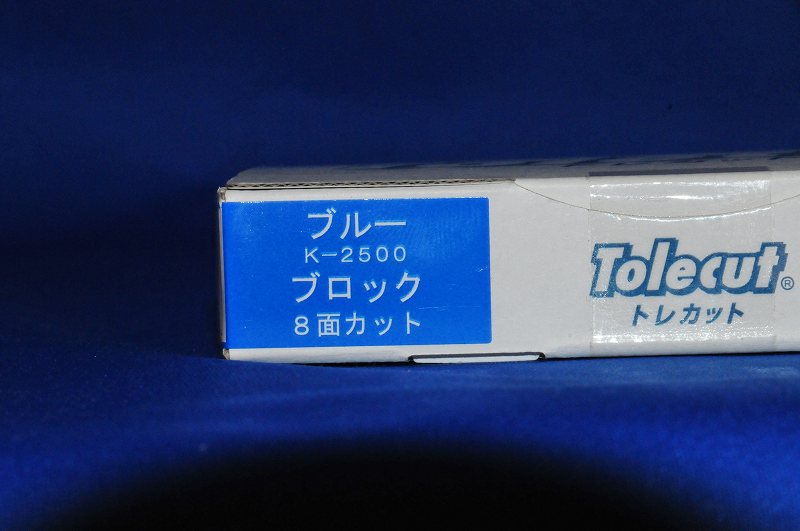 ブルー
K-2500
ブロック
8面カット
Tolecut®
トレカット